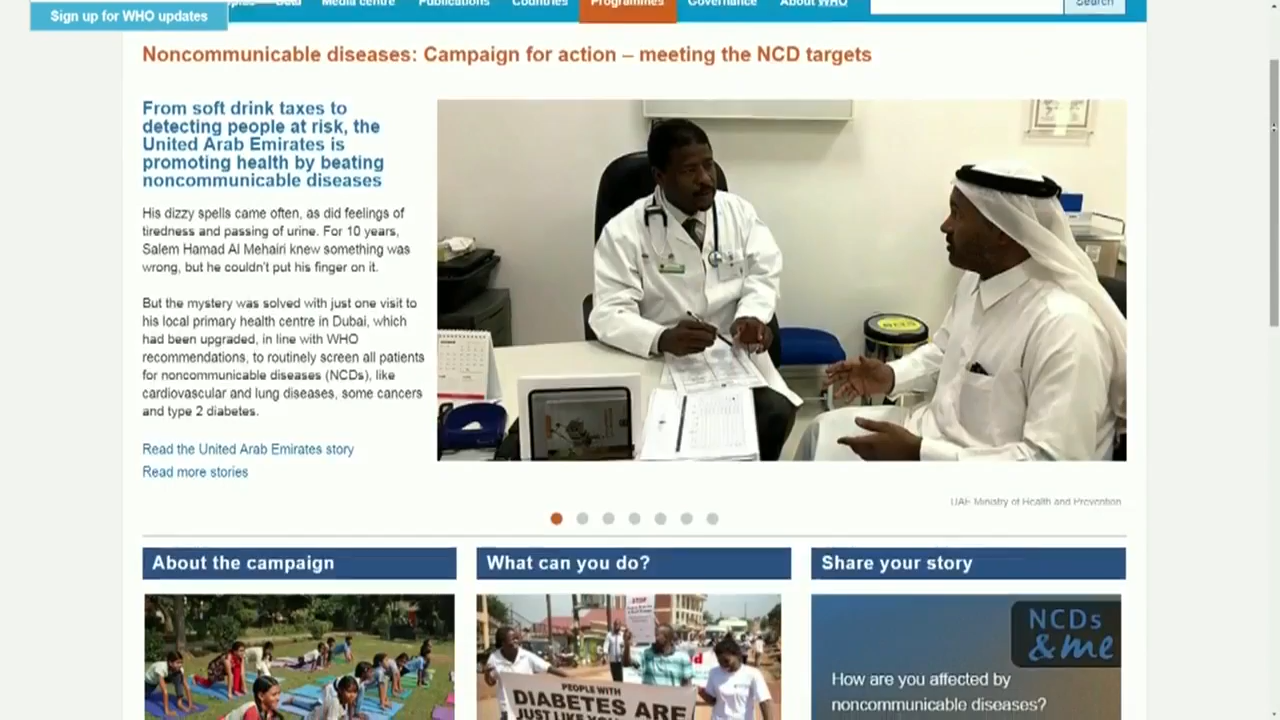 Sign up for WHO updates
Media centre
Publications
Countries
Programmes
Governance
About WHO
Search
Noncommunicable diseases: Campaign for action – meeting the NCD targets
From soft drink taxes to
detecting people at risk, the
United Arab Emirates is
promoting health by beating
noncommunicable diseases
His dizzy spells came often, as did feelings of
tiredness and passing of urine. For 10 years,
Salem Hamad Al Mehairi knew something was
wrong, but he couldn't put his finger on it.
But the mystery was solved with just one visit to
his local primary health centre in Dubai, which
had been upgraded, in line with WHO
recommendations, to routinely screen all patients
for noncommunicable diseases (NCDs), like
cardiovascular and lung diseases, some cancers
and type 2 diabetes.
Read the United Arab Emirates story
Read more stories
UAE Ministry of Health and Prevention
About the campaign
What can you do?
Share your story
STOP
PEOPLE WITH
DIABETES ARE
JUST LIKE
NCDs
&me
How are you affected by
noncommunicable diseases?